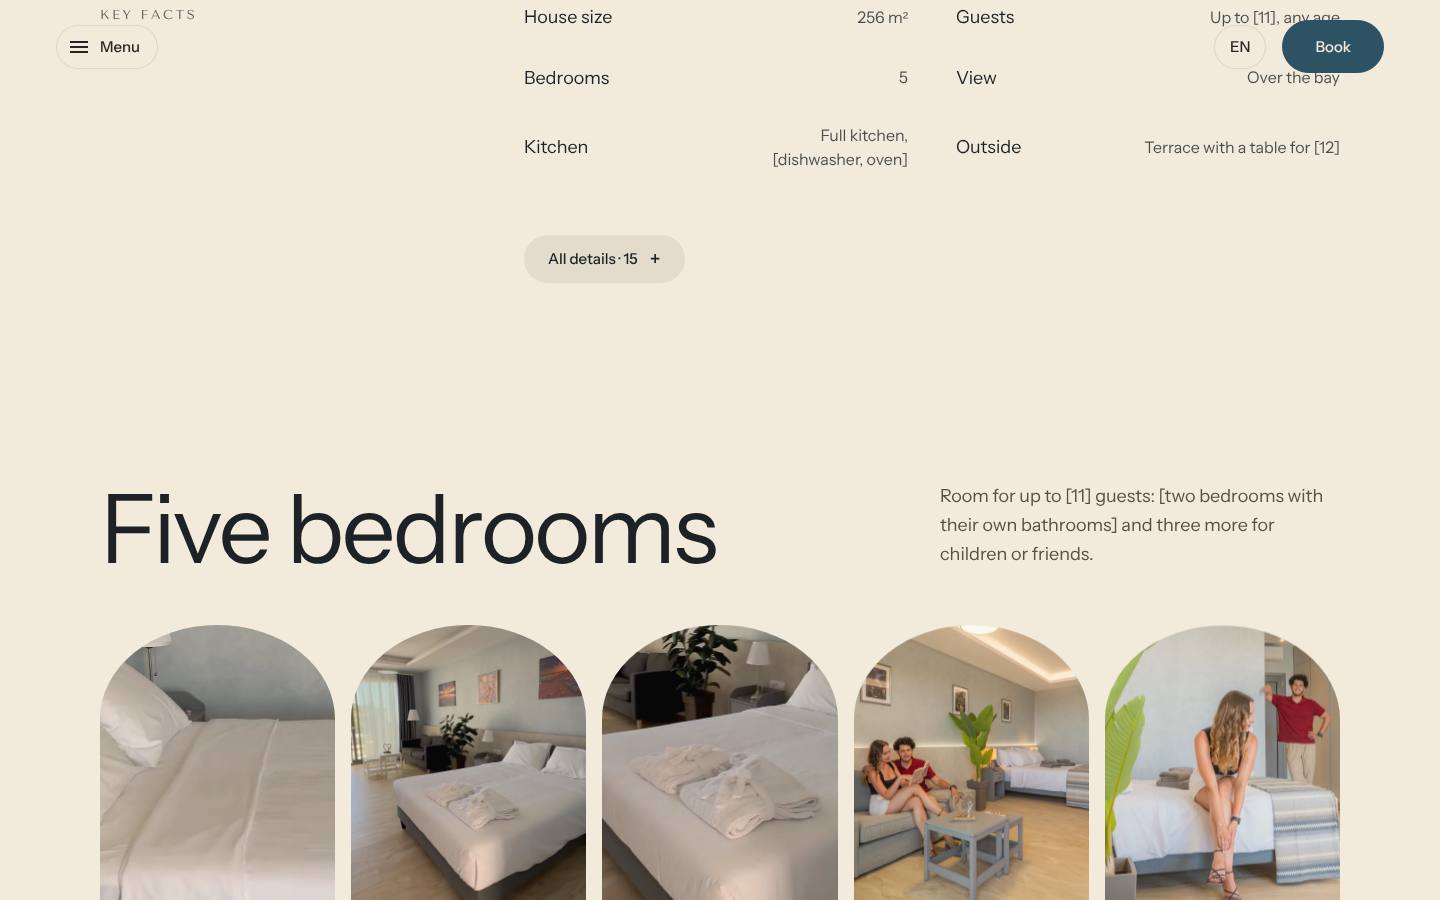 KEY FACTS
House size
256 m²
Guests
Up to [11], any age
Menu
EN
Book
Bedrooms
5
View
Over the bay
Kitchen
Full kitchen,
[dishwasher, oven]
Outside
Terrace with a table for [12]
All details · 15 +
Five bedrooms
Room for up to [11] guests: [two bedrooms with
their own bathrooms] and three more for
children or friends.